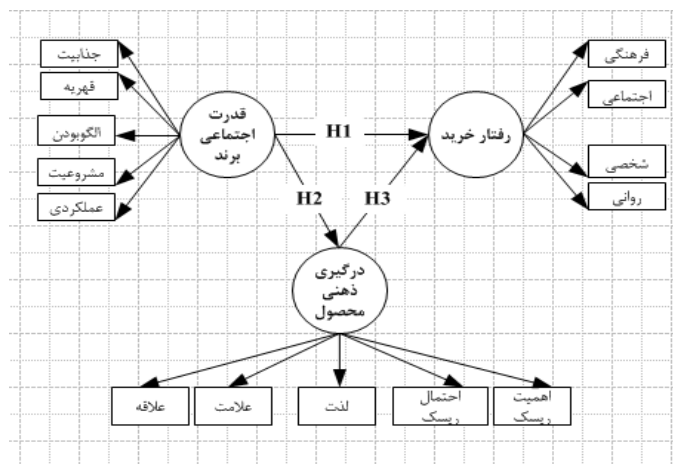 جذابیت
قهریه
الگوبودن
مشروعیت
عملکردی
قدرت
اجتماعی
برند
H1
رفتار خرید
فرهنگی
اجتماعی
شخصی
روانی
H2
H3
درگیری
ذهنی
محصول
علاقه
علامت
لذت
احتمال
ریسک
اهمیت
ریسک